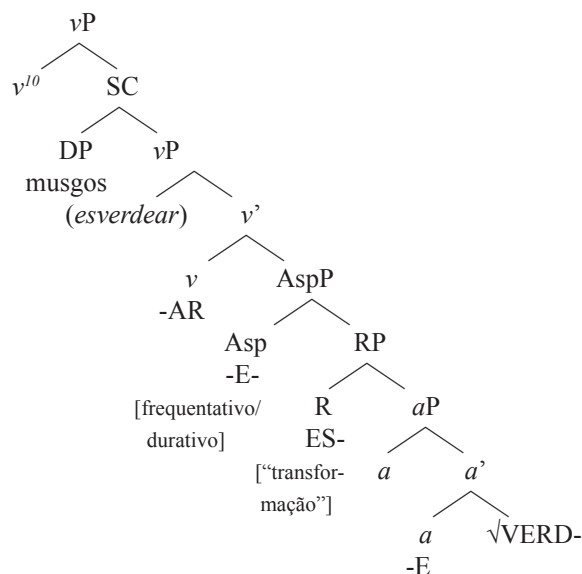 vP
v10 SC
DP vP
musgos
(esverdear) v’
v AspP
-AR
Asp RP
-E-
[frequentativo/ R aP
durativo] ES-
[“transfor- a a’
mação”]
a √VERD-
-E